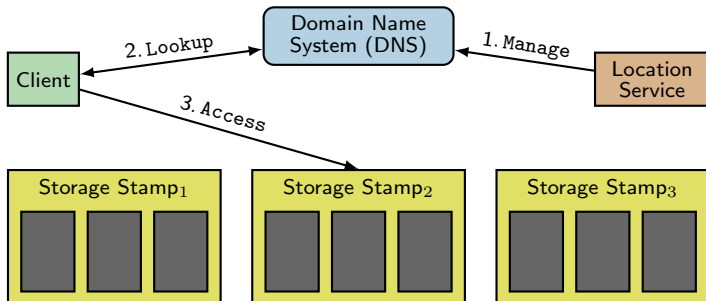 Domain Name
System (DNS)
2. Lookup
1. Manage
Client
Location
Service
3. Access
Storage Stamp₁
Storage Stamp₂
Storage Stamp₃